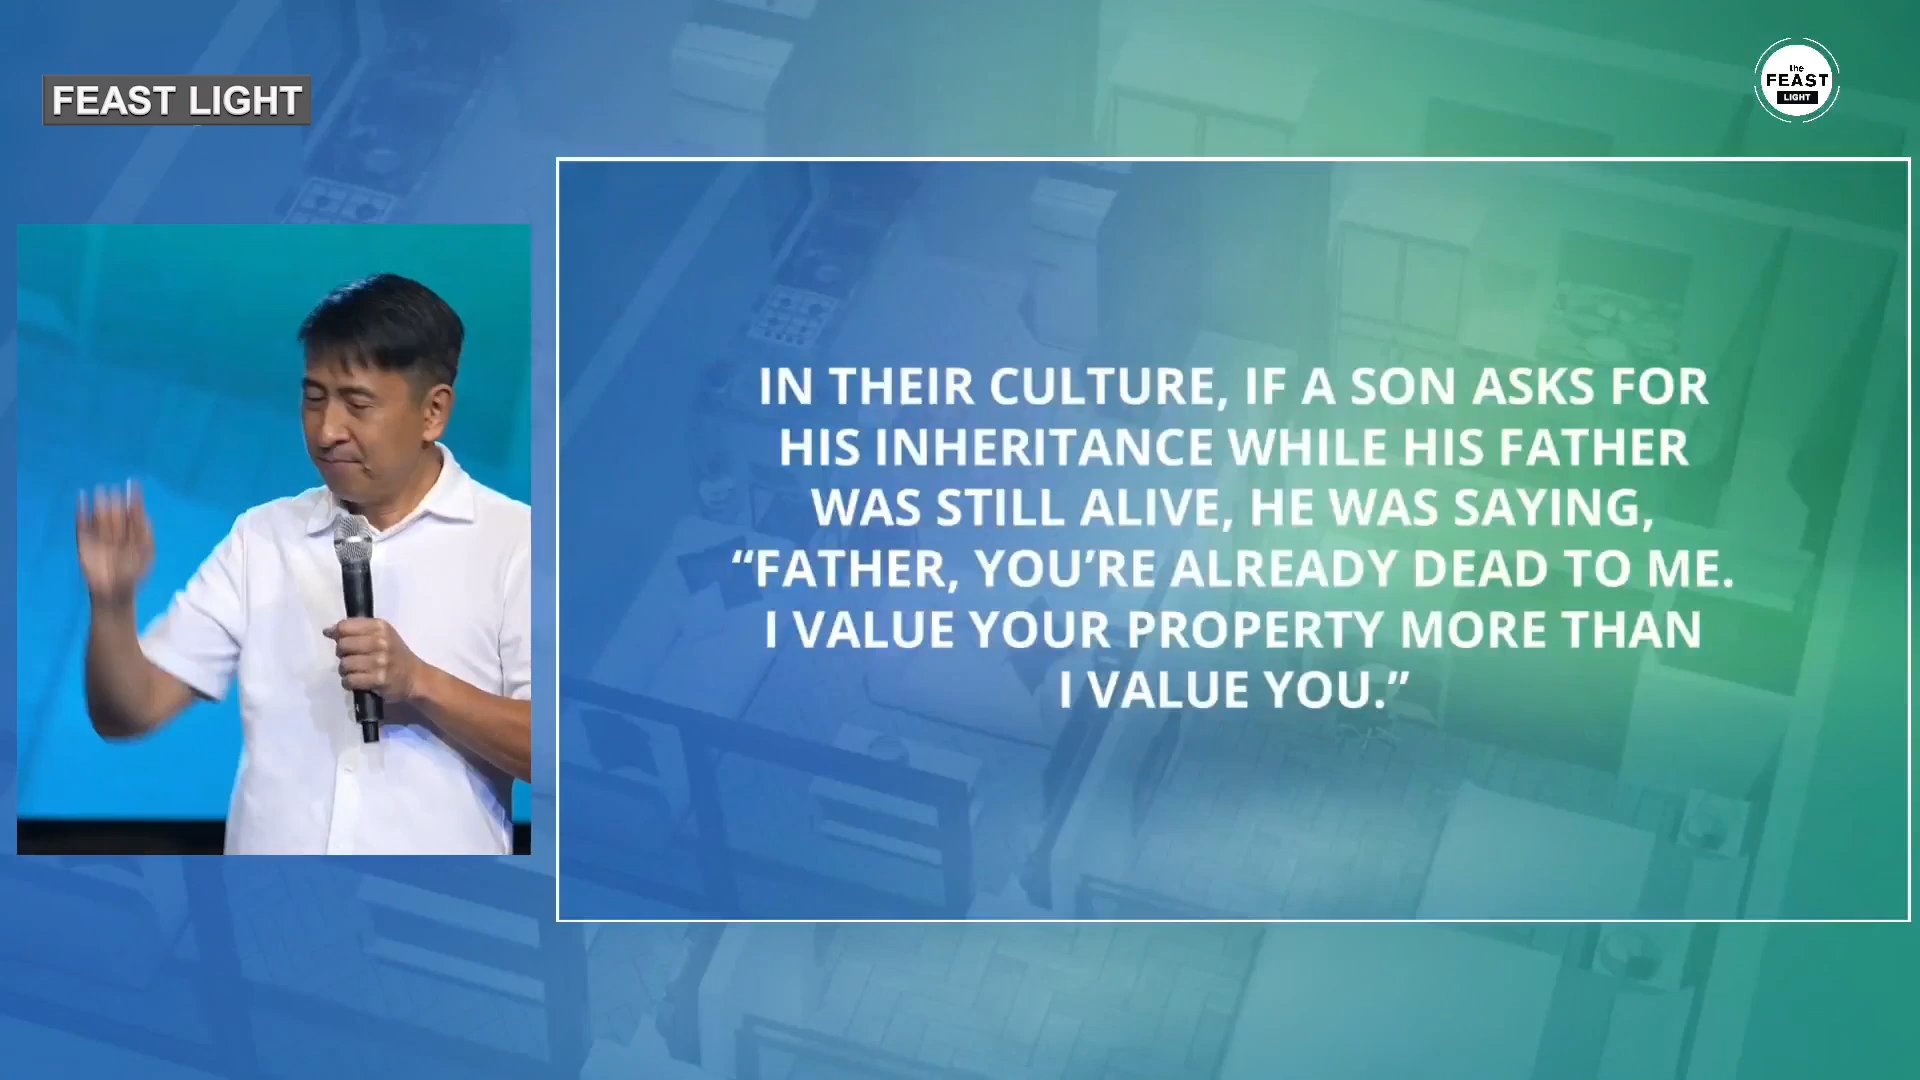 FEAST LIGHT
the
FEAST
LIGHT
IN THEIR CULTURE, IF A SON ASKS FOR
HIS INHERITANCE WHILE HIS FATHER
WAS STILL ALIVE, HE WAS SAYING,
“FATHER, YOU’RE ALREADY DEAD TO ME.
I VALUE YOUR PROPERTY MORE THAN
I VALUE YOU.”